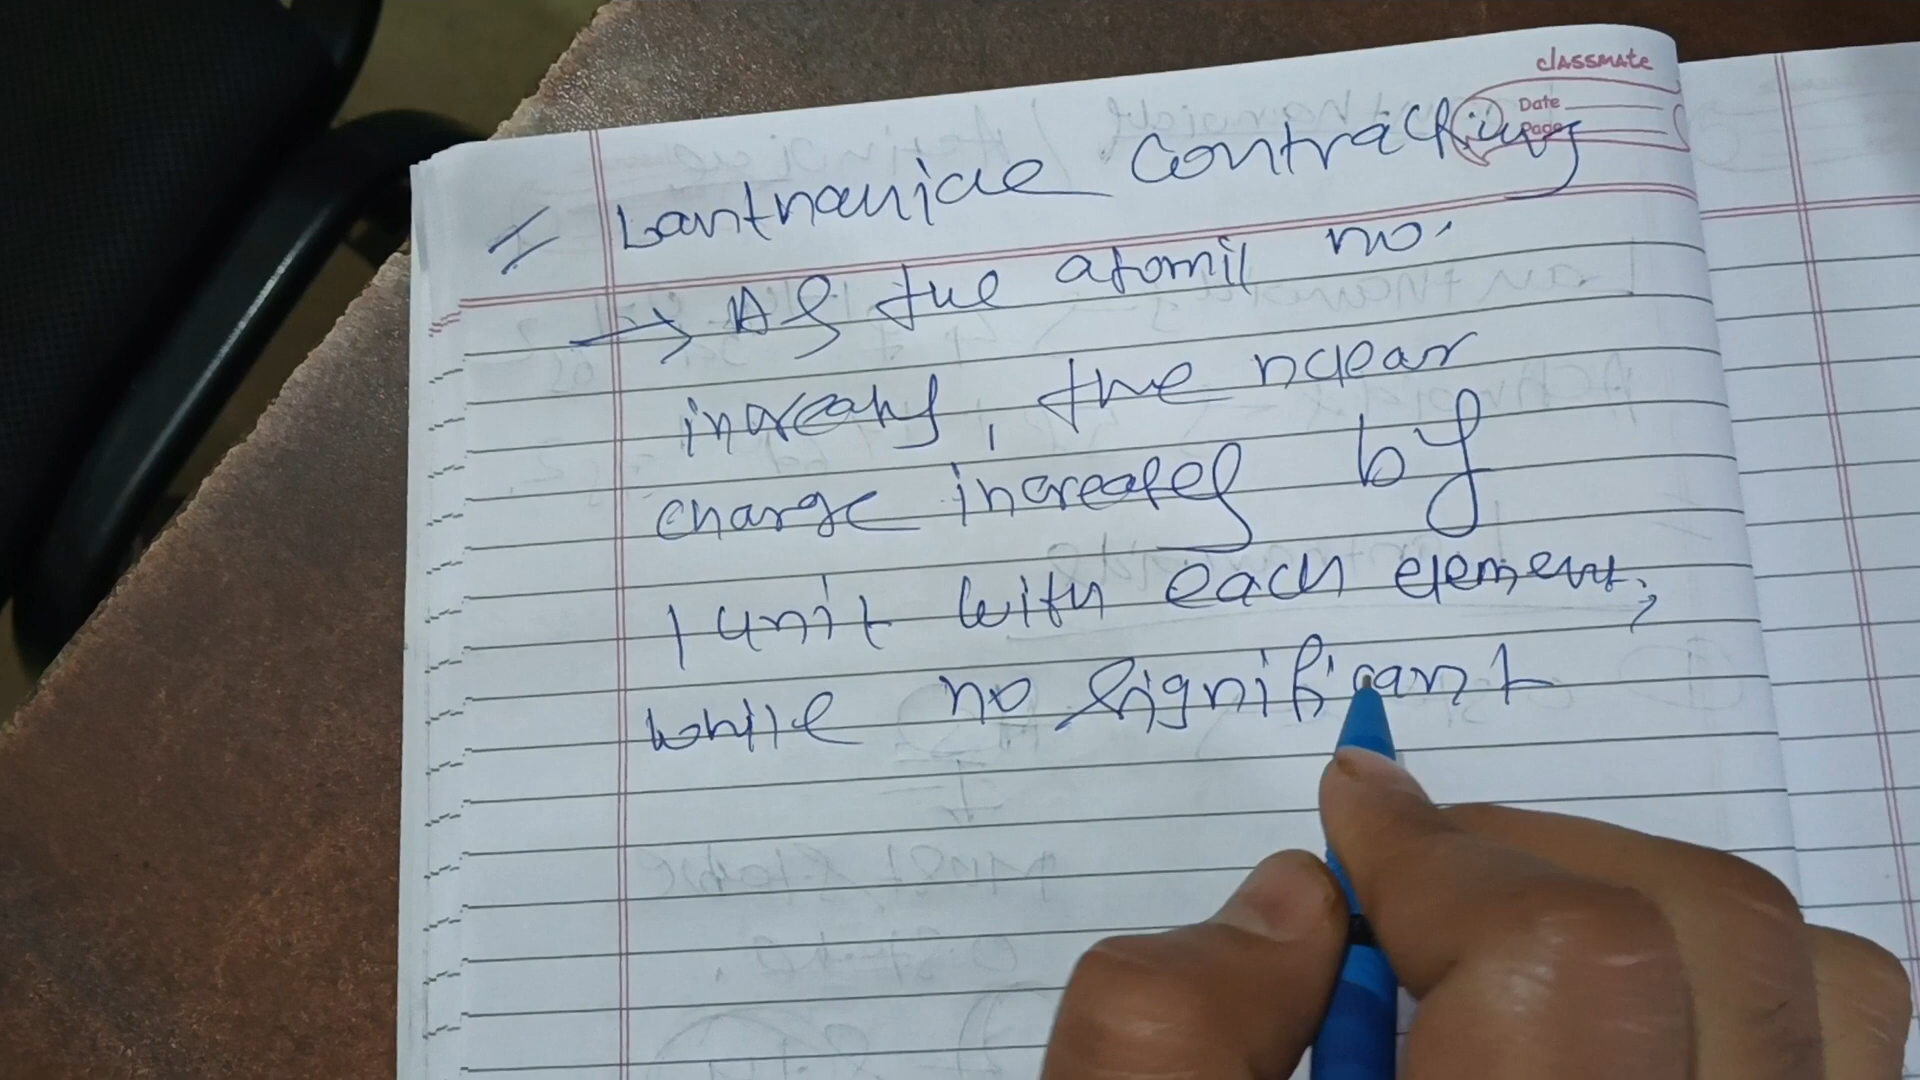 classmate
Date
Page
Lanthanide Contraction
→ As the atomic no.
increases, the nclear
charge increases by
1 unit with each element,
while no significant